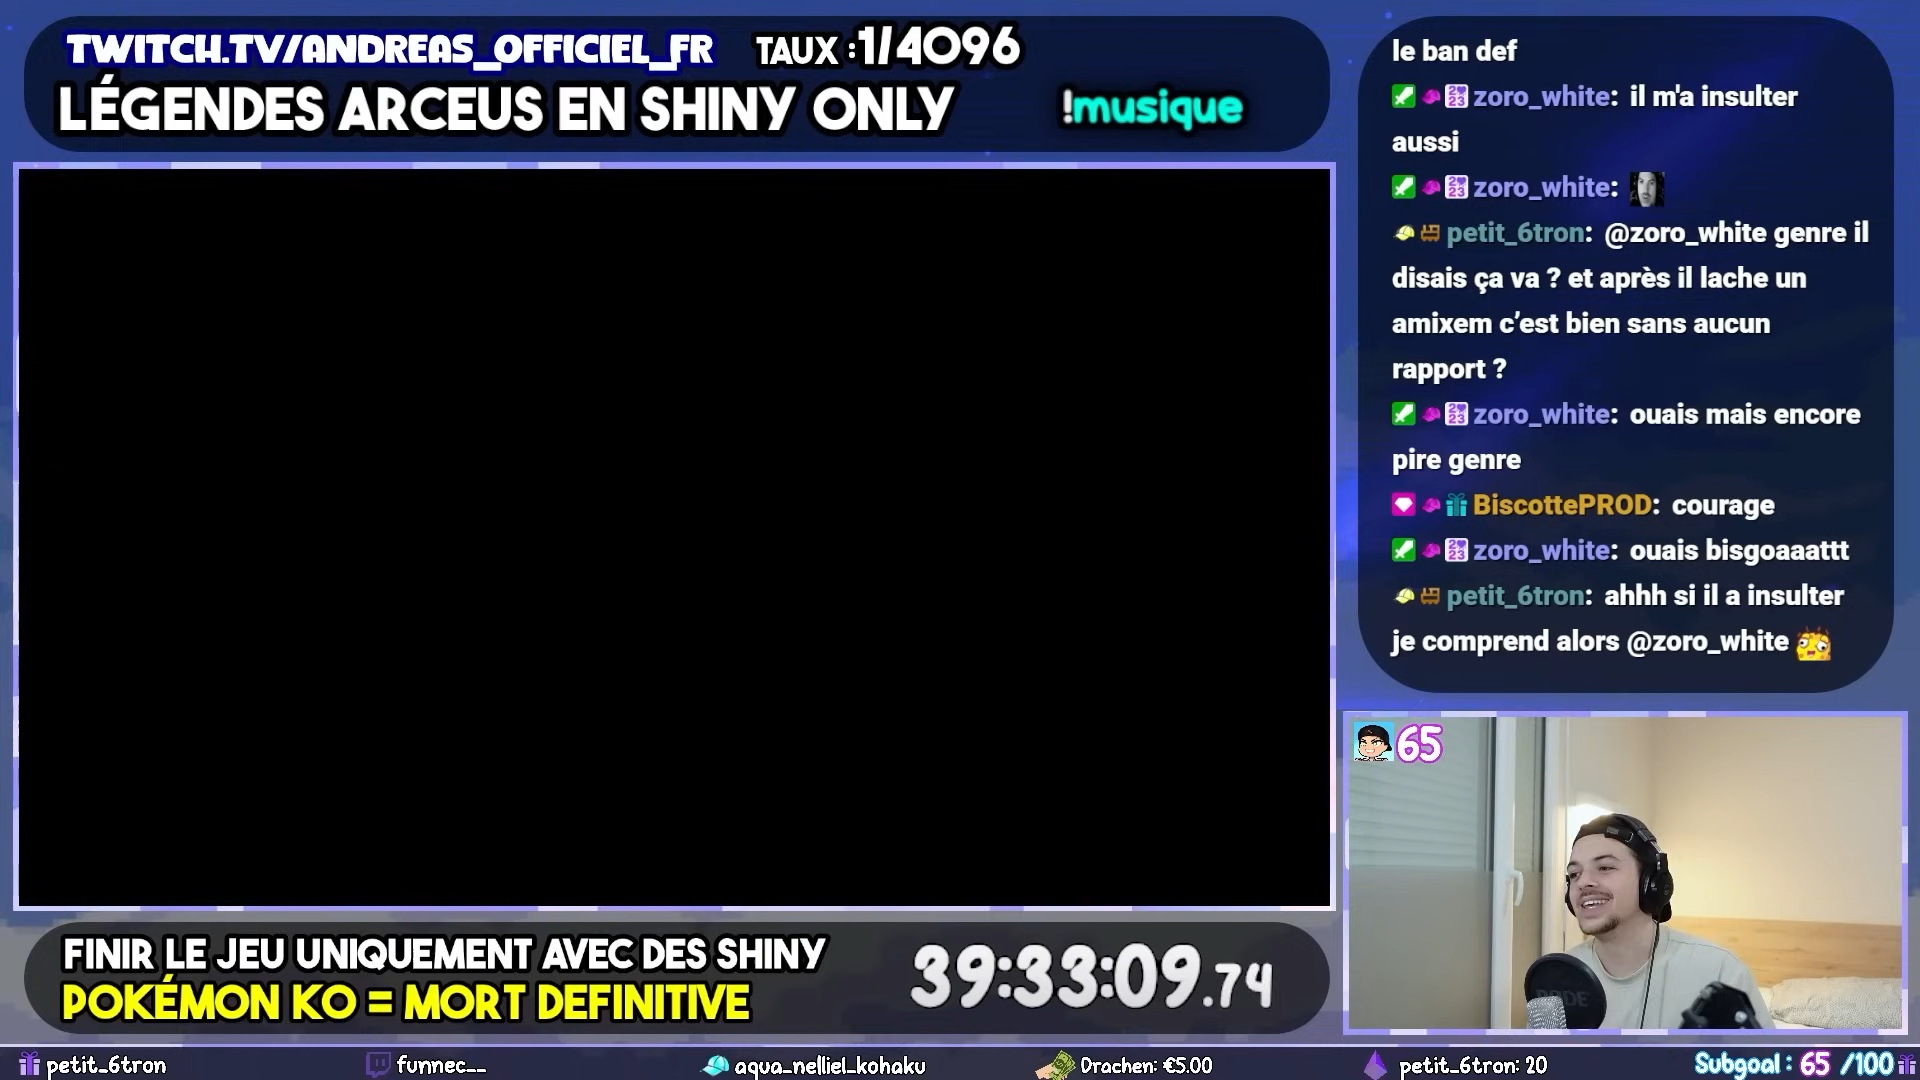 TWITCH.TV/ANDREAS_OFFICIEL_FR TAUX :1/4096
LÉGENDES ARCEUS EN SHINY ONLY !musique
le ban def
zoro_white: il m'a insulter
aussi
zoro_white:
petit_6tron: @zoro_white genre il
disais ça va ? et après il lache un
amixem c’est bien sans aucun
rapport ?
zoro_white: ouais mais encore
pire genre
BiscottePROD: courage
zoro_white: ouais bisgoaaattt
petit_6tron: ahhh si il a insulter
je comprend alors @zoro_white
65
RODE
FINIR LE JEU UNIQUEMENT AVEC DES SHINY
POKÉMON KO = MORT DEFINITIVE
39:33:09.74
petit_6tron funnec__ aqua_nelliel_kohaku Drachen: €5.00 petit_6tron: 20 Subgoal : 65 /100